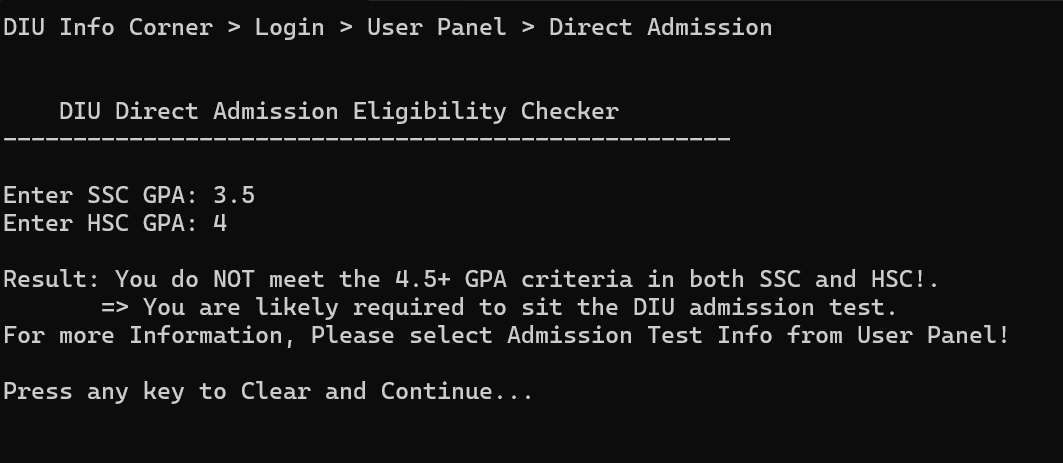 DIU Info Corner > Login > User Panel > Direct Admission
DIU Direct Admission Eligibility Checker
----------------------------------------------------
Enter SSC GPA: 3.5
Enter HSC GPA: 4
Result: You do NOT meet the 4.5+ GPA criteria in both SSC and HSC!.
=> You are likely required to sit the DIU admission test.
For more Information, Please select Admission Test Info from User Panel!
Press any key to Clear and Continue...